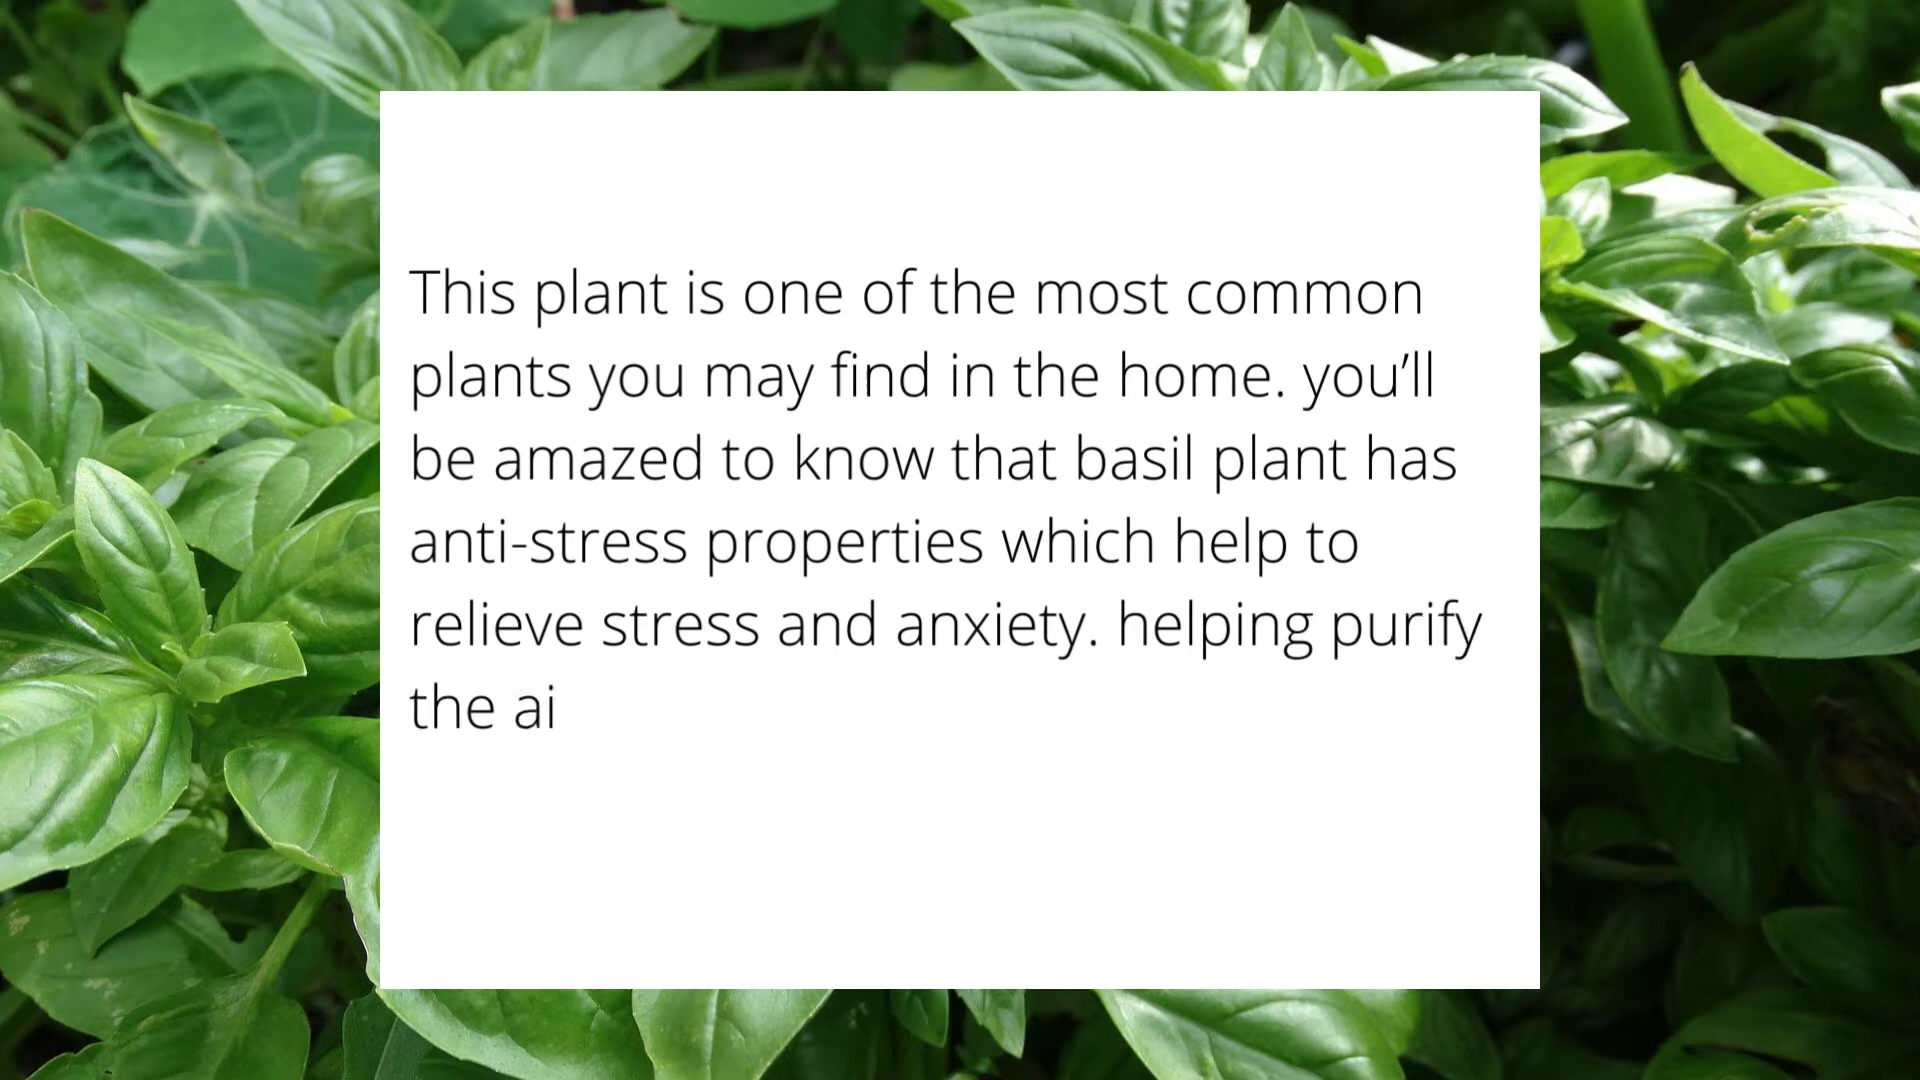 This plant is one of the most common
plants you may find in the home. you’ll
be amazed to know that basil plant has
anti-stress properties which help to
relieve stress and anxiety. helping purify
the ai